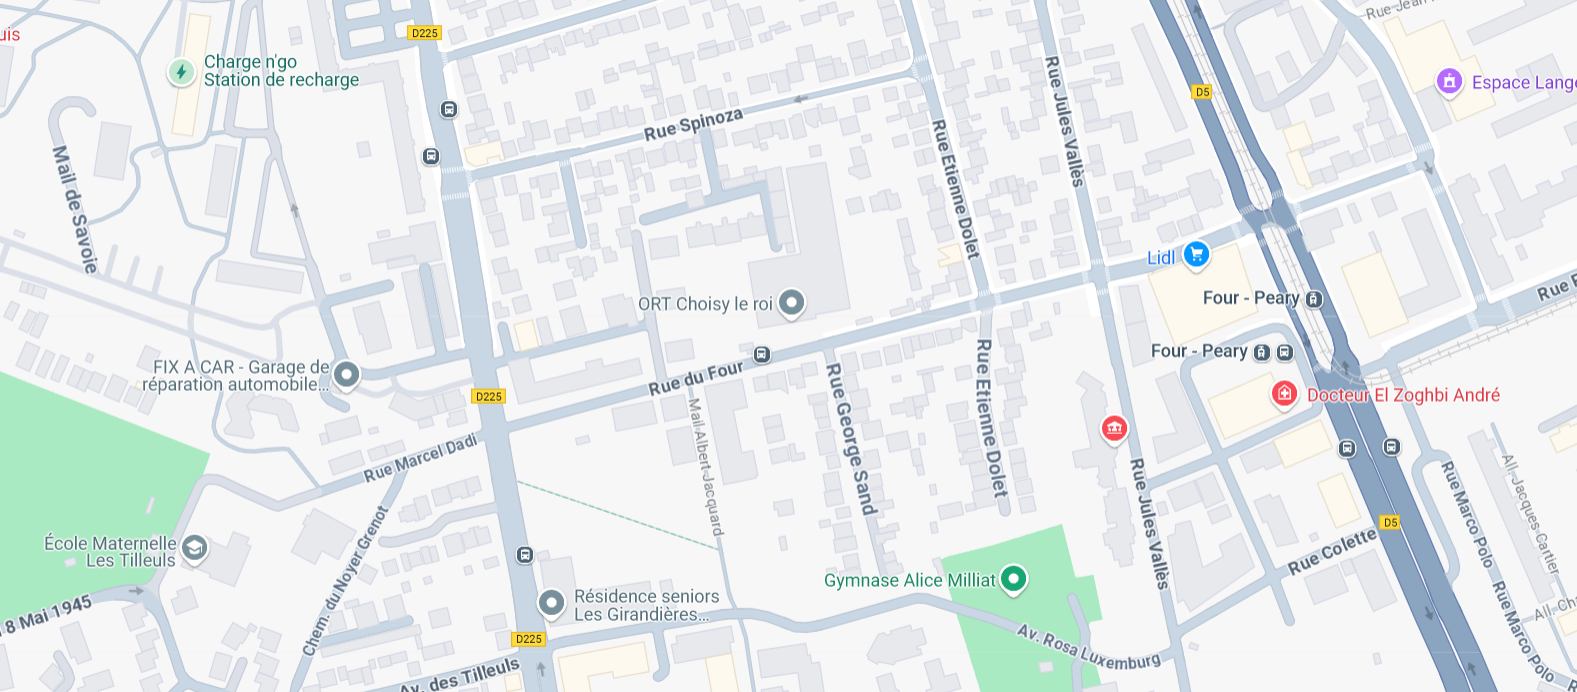 Rue Jean
uis
D225
Charge n'go
Station de recharge
Espace Lange
D5
Rue Spinoza
Rue Jules Vallès
Rue Etienne Dolet
Mail de Savoie
Lidl
Four - Peary
ORT Choisy le roi
Four - Peary
FIX A CAR - Garage de
réparation automobile...
Rue du Four
D225
Docteur El Zoghbi André
Rue Marcel Dadi
Mail Albert Jacquard
Rue George Sand
Rue Etienne Dolet
Rue Jules Vallès
Rue Marco Polo
All. Jacques-Cartier
D5
École Maternelle
Les Tilleuls
Chem. du Noyer Grenot
Rue Colette
Gymnase Alice Milliat
Résidence seniors
Les Girandières...
8 Mai 1945
D225
Av. Rosa Luxemburg
Rue Marco Polo
All. Cha
Av. des Tilleuls